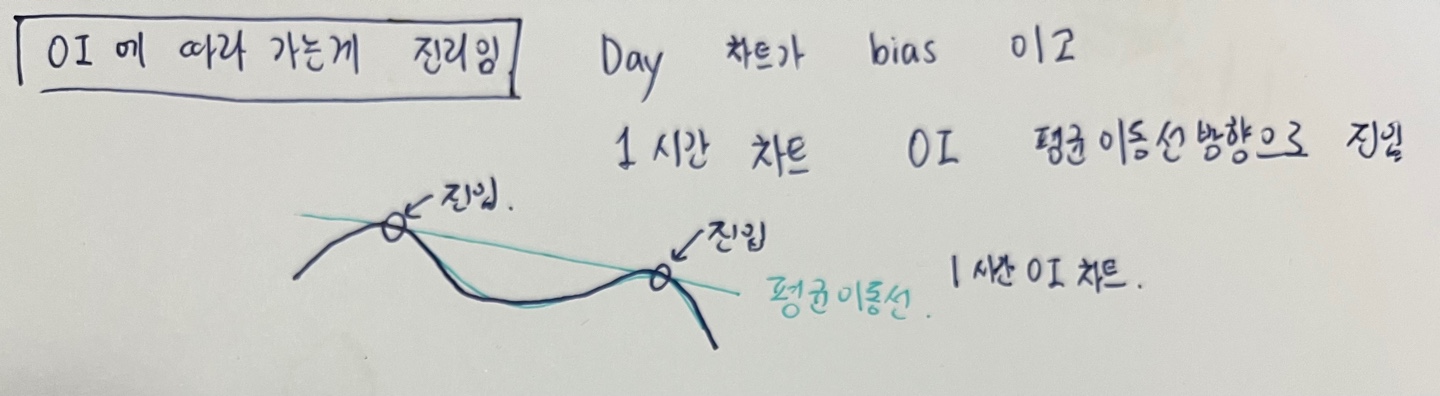 OI에 따라 가는게 진리임 Day 차트가 bias 이고
1시간 차트 OI 평균이동선방향으로 진입
진입.
진입
평균이동선.
1시간 OI 차트.